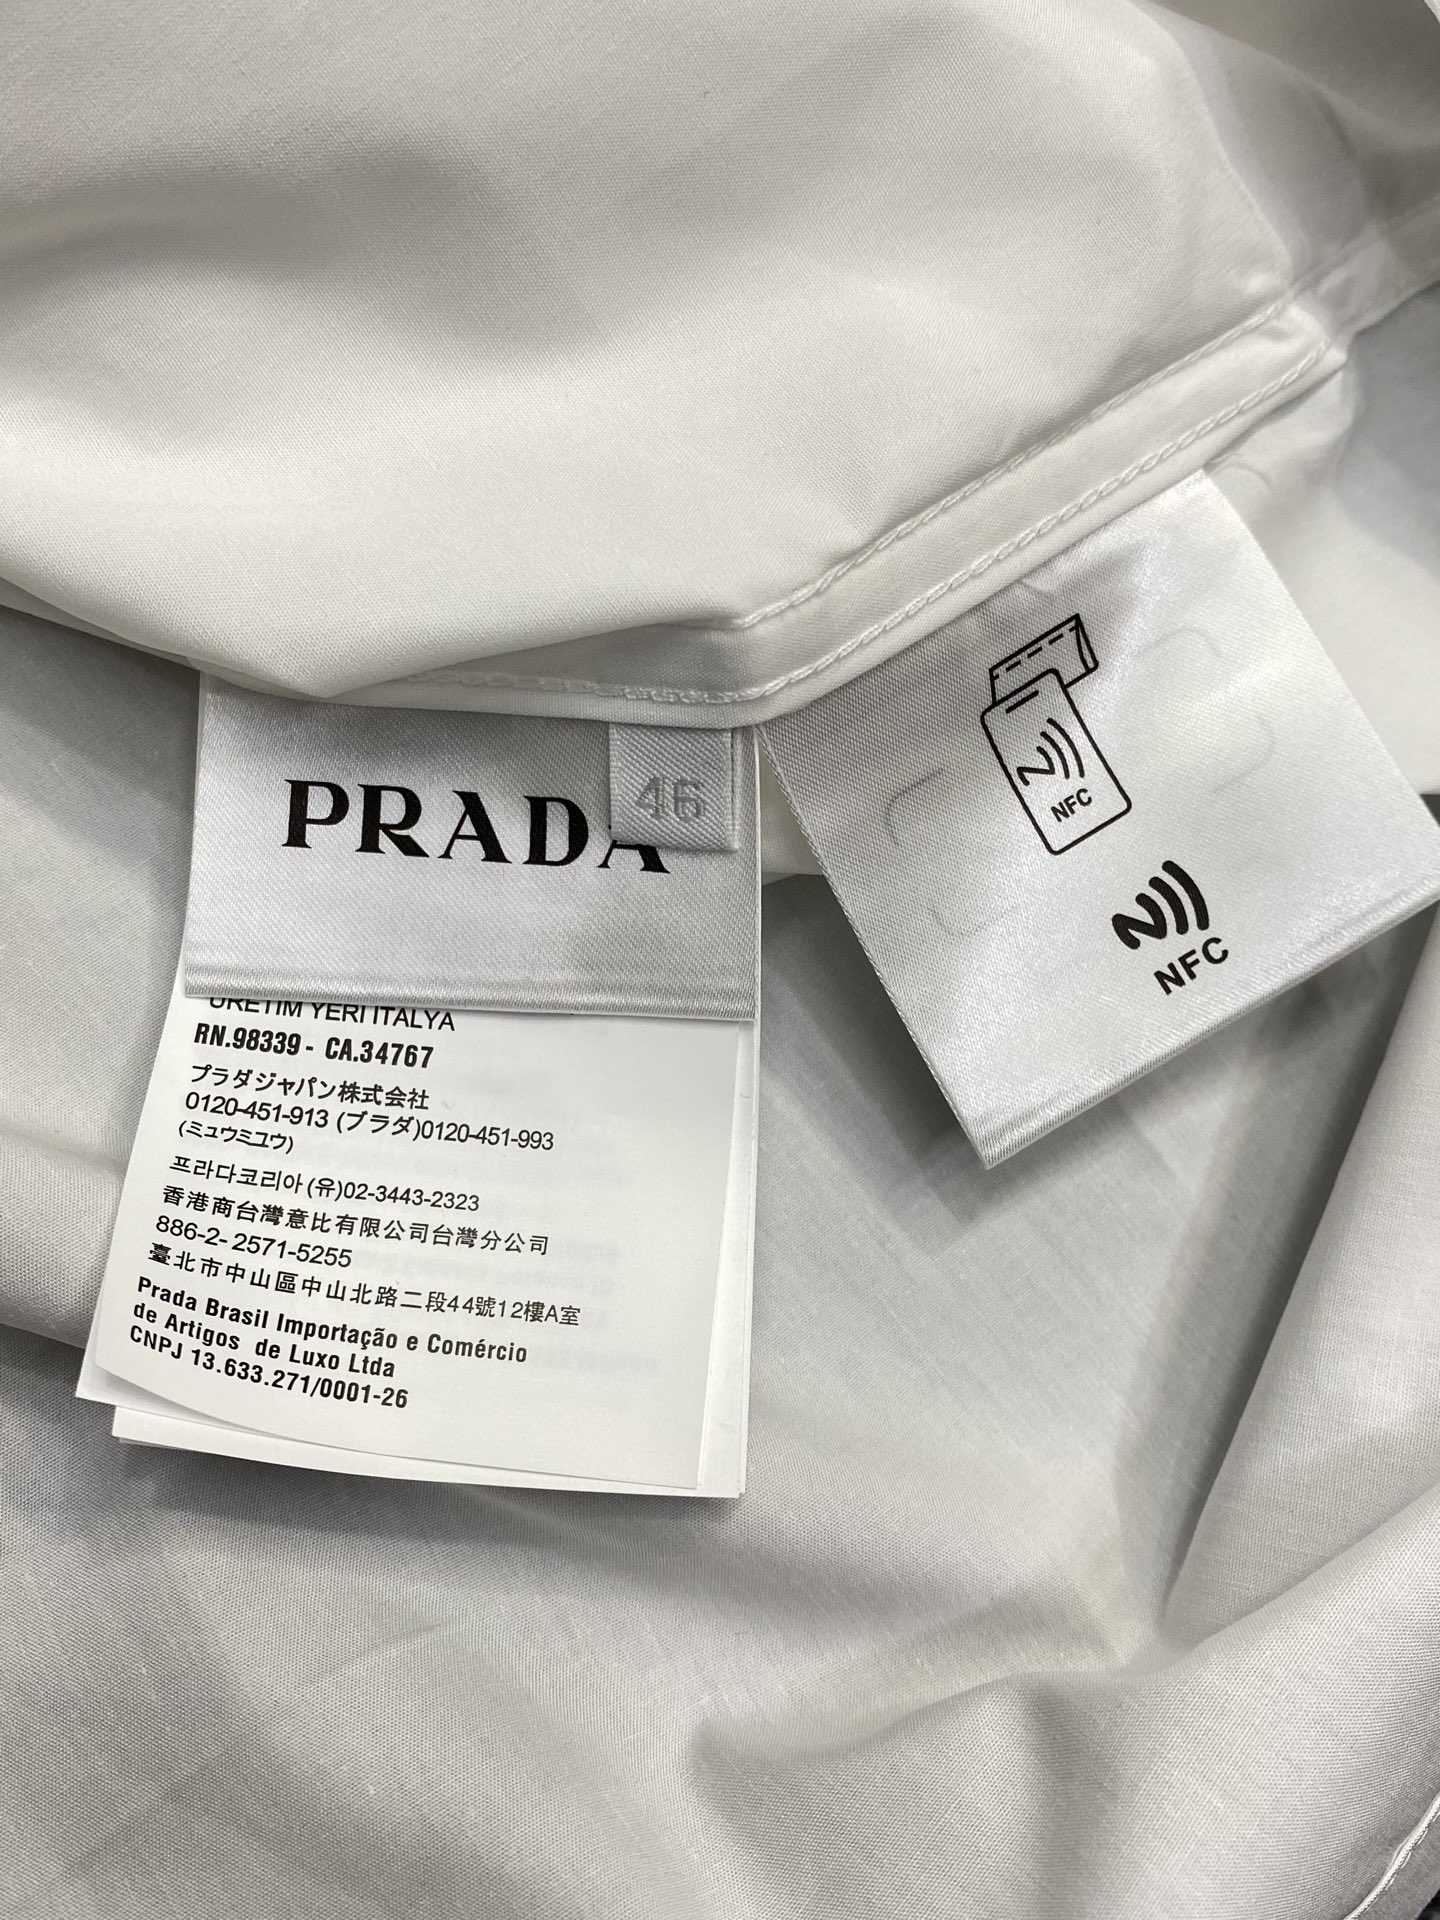 PRADA
46
ÜRETİM YERİ İTALYA
RN.98339 - CA.34767
プラダジャパン株式会社
0120-451-913 (プラダ)0120-451-993
(ミュウミュウ)
프라다코리아(유)02-3443-2323
香港商台灣意比有限公司台灣分公司
886-2-2571-5255
臺北市中山區中山北路二段44號12樓A室
Prada Brasil Importação e Comércio
de Artigos de Luxo Ltda
CNPJ 13.633.271/0001-26
NFC
NFC